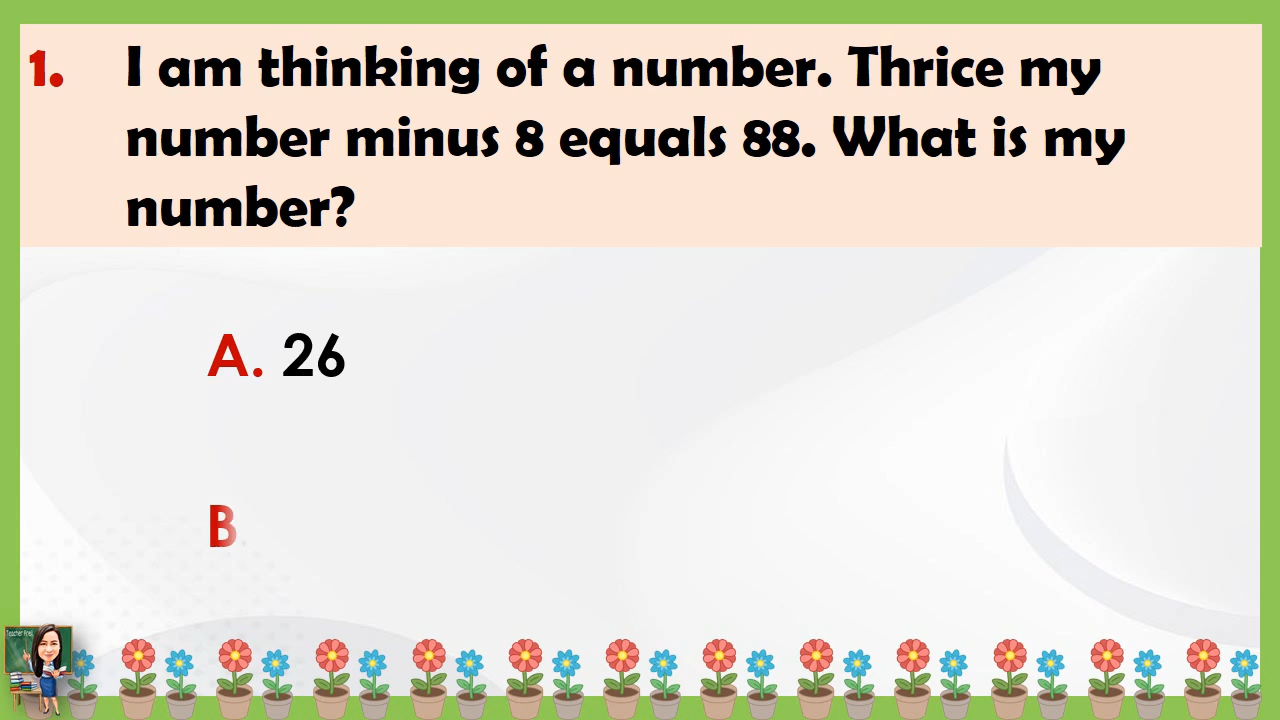 1. I am thinking of a number. Thrice my
number minus 8 equals 88. What is my
number?
A. 26
B